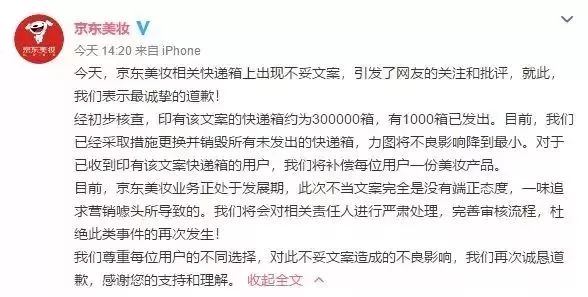 京东美妆
京东美妆
今天 14:20 来自 iPhone
今天，京东美妆相关快递箱上出现不妥文案，引发了网友的关注和批评，就此，
我们表示最诚挚的道歉！
经初步核查，印有该文案的快递箱约为300000箱，有1000箱已发出。目前，我们
已经采取措施更换并销毁所有未发出的快递箱，力图将不良影响降到最小。对于
已收到印有该文案快递箱的用户，我们将补偿每位用户一份美妆产品。
目前，京东美妆业务正处于发展期，此次不当文案完全是没有端正态度，一味追
求营销噱头所导致的。我们将会对相关责任人进行严肃处理，完善审核流程，杜
绝此类事件的再次发生！
我们尊重每位用户的不同选择，对此不妥文案造成的不良影响，我们再次诚恳道
歉，感谢您的支持和理解。 收起全文